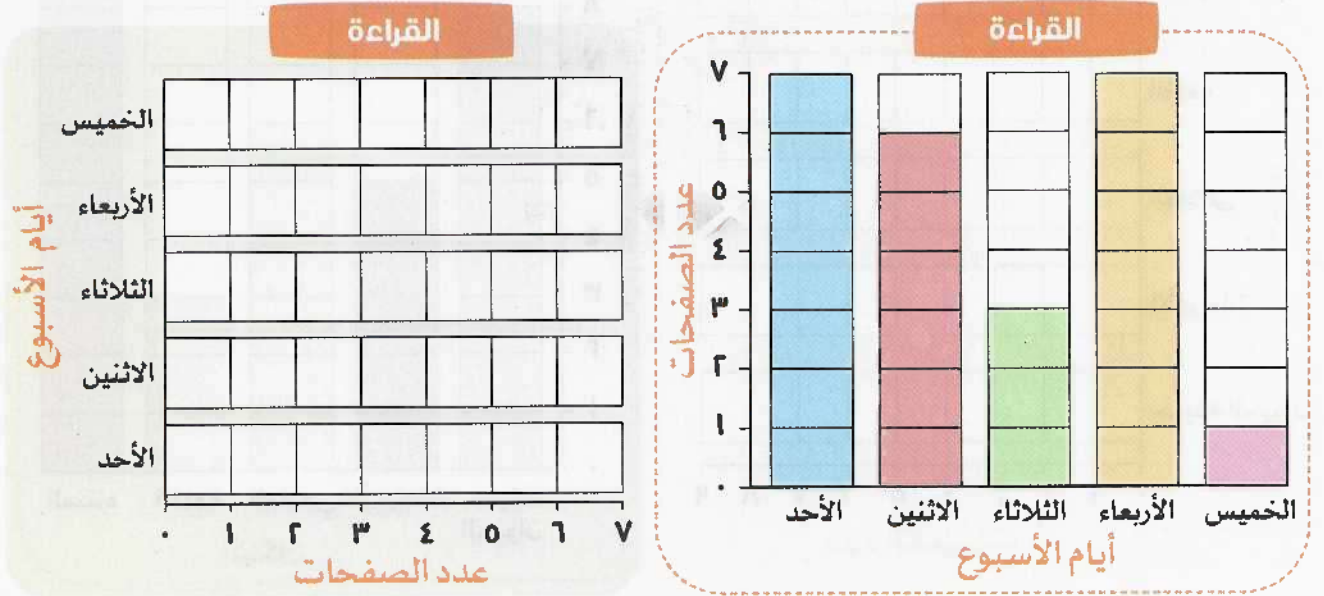 القراءة
عدد الصفحات
٧
٦
٥
٤
٣
٢
١
٠
الأحد الاثنين الثلاثاء الأربعاء الخميس
أيام الأسبوع
القراءة
أيام الأسبوع
الخميس
الأربعاء
الثلاثاء
الاثنين
الأحد
٠ ١ ٢ ٣ ٤ ٥ ٦ ٧
عدد الصفحات